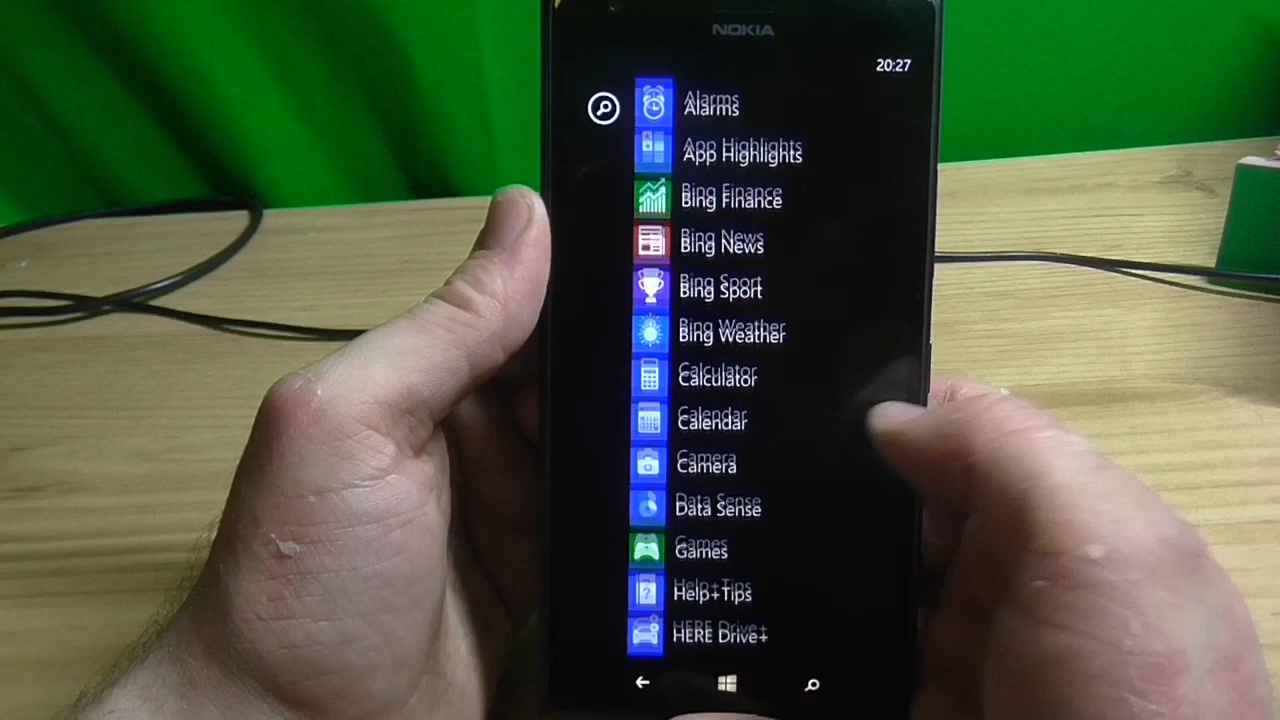 NOKIA
20:27
Alarms
App Highlights
Bing Finance
Bing News
Bing Sport
Bing Weather
Calculator
Calendar
Camera
Data Sense
Games
Help+Tips
HERE Drive+